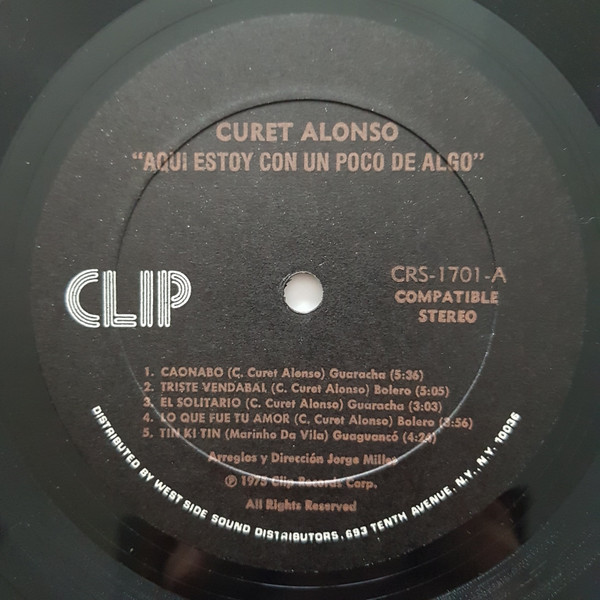 CURET ALONSO
"AQUI ESTOY CON UN POCO DE ALGO"
CLIP
CRS-1701-A
COMPATIBLE
STEREO
1. CAONABO (C. Curet Alonso) Guaracha (5:36)
2. TRISTE VENDABAL (C. Curet Alonso) Bolero (5:05)
3. EL SOLITARIO (C. Curet Alonso) Guaracha (3:03)
4. LO QUE FUE TU AMOR (C. Curet Alonso) Bolero (3:56)
5. TIN KI TIN (Marinho Da Vila) Guaguancó (4:24)
Arreglos y Dirección Jorge Millet
℗ 1975 Clip Records Corp.
All Rights Reserved
DISTRIBUTED BY WEST SIDE SOUND DISTRIBUTORS, 693 TENTH AVENUE, N.Y., N.Y. 10036